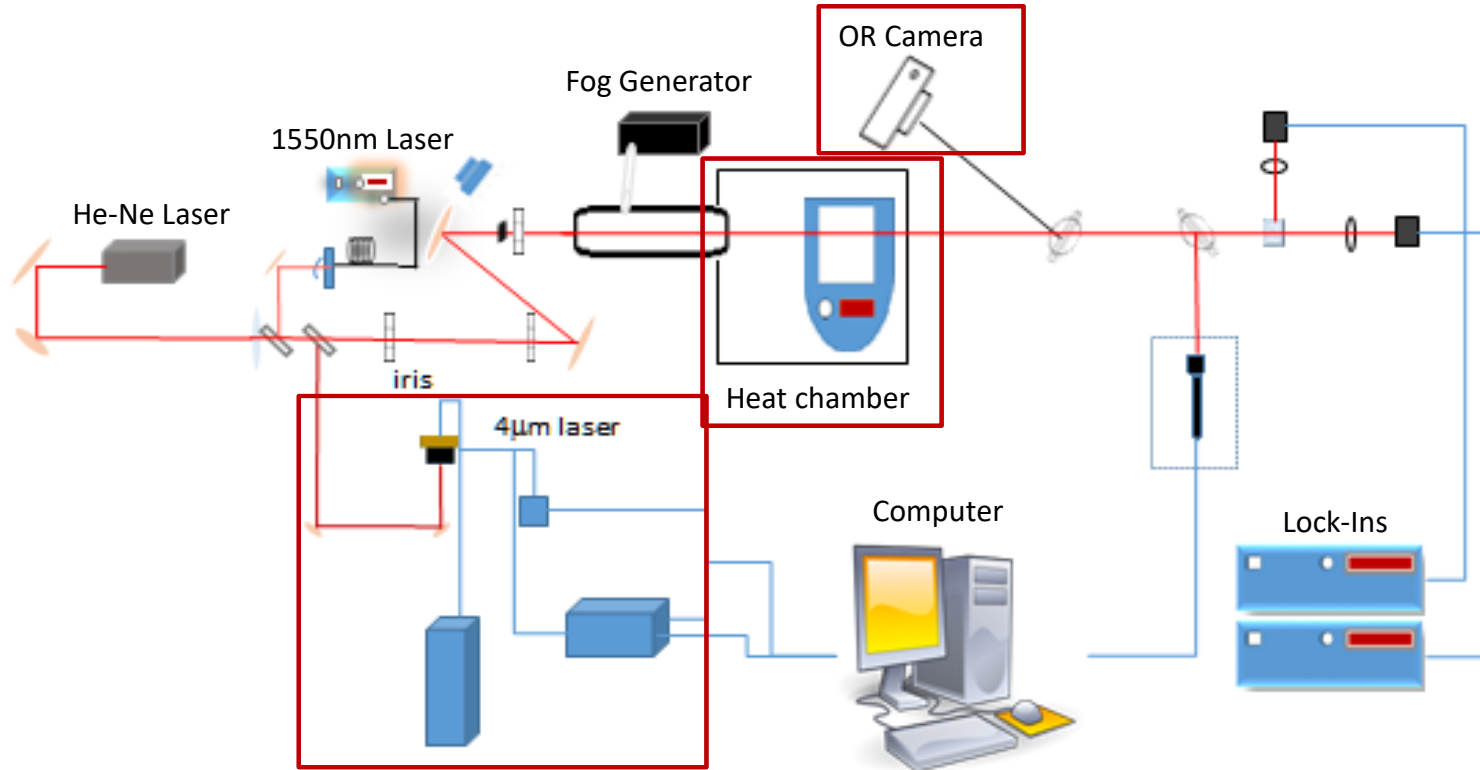 OR Camera
Fog Generator
1550nm Laser
He-Ne Laser
iris
Heat chamber
4μm laser
Computer
Lock-Ins